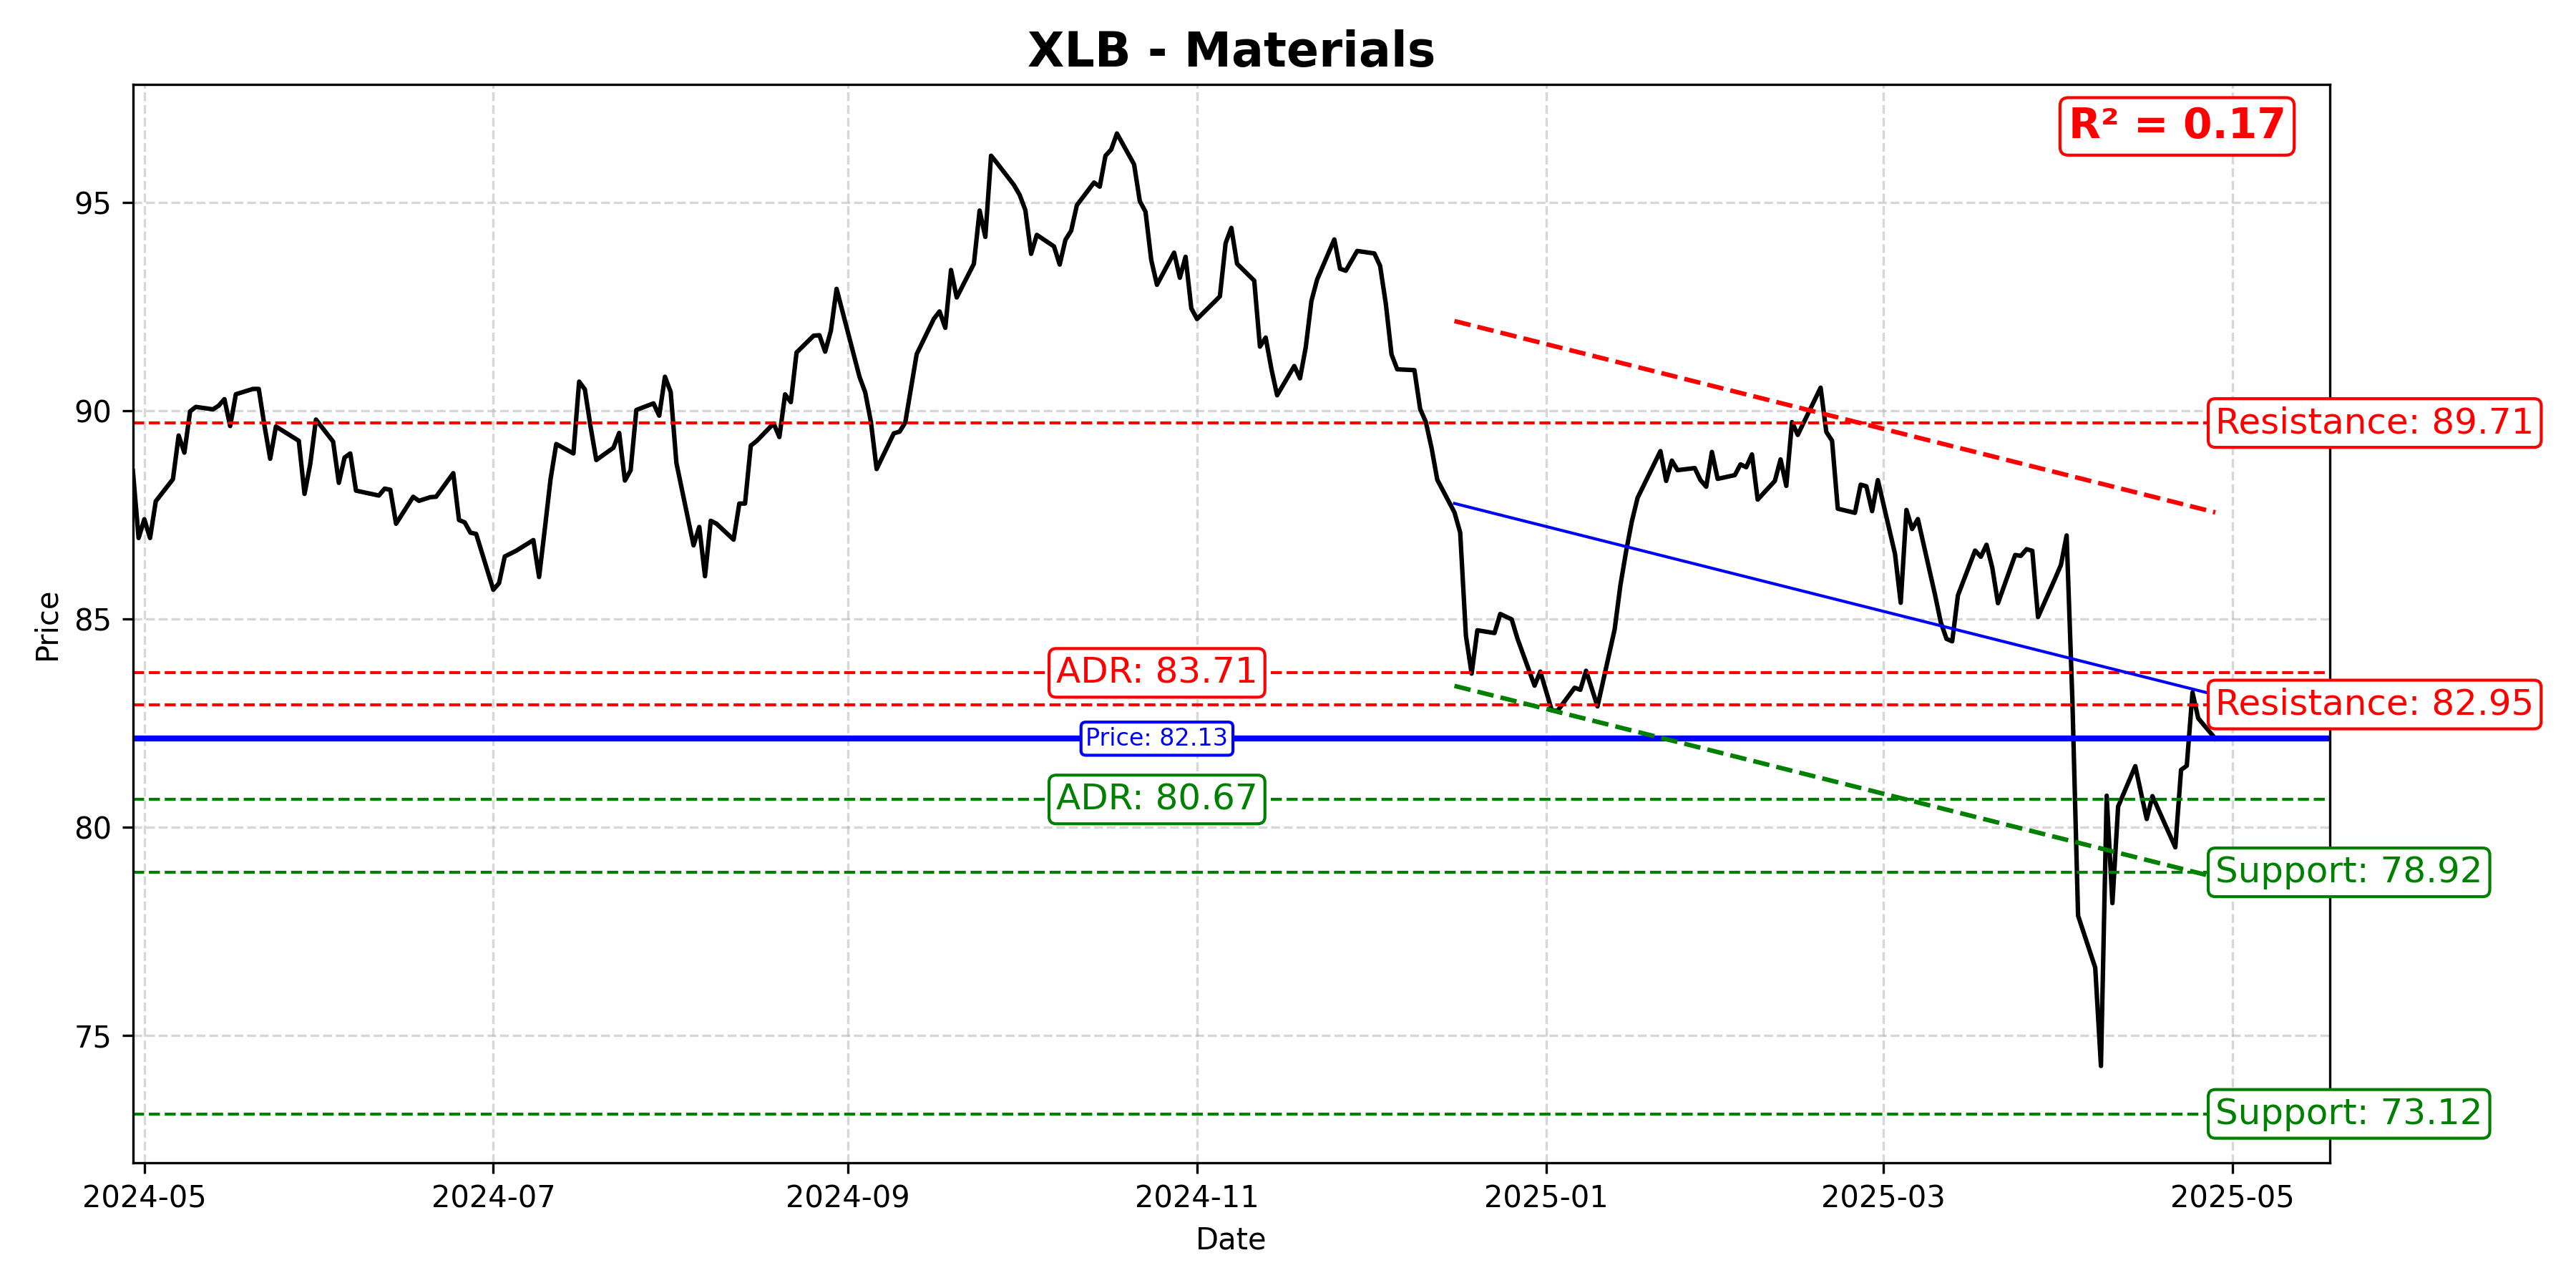 XLB - Materials
R² = 0.17
95
90
85
80
75
Price
Resistance: 89.71
ADR: 83.71
Resistance: 82.95
Price: 82.13
ADR: 80.67
Support: 78.92
Support: 73.12
2024-05
2024-07
2024-09
2024-11
2025-01
2025-03
2025-05
Date